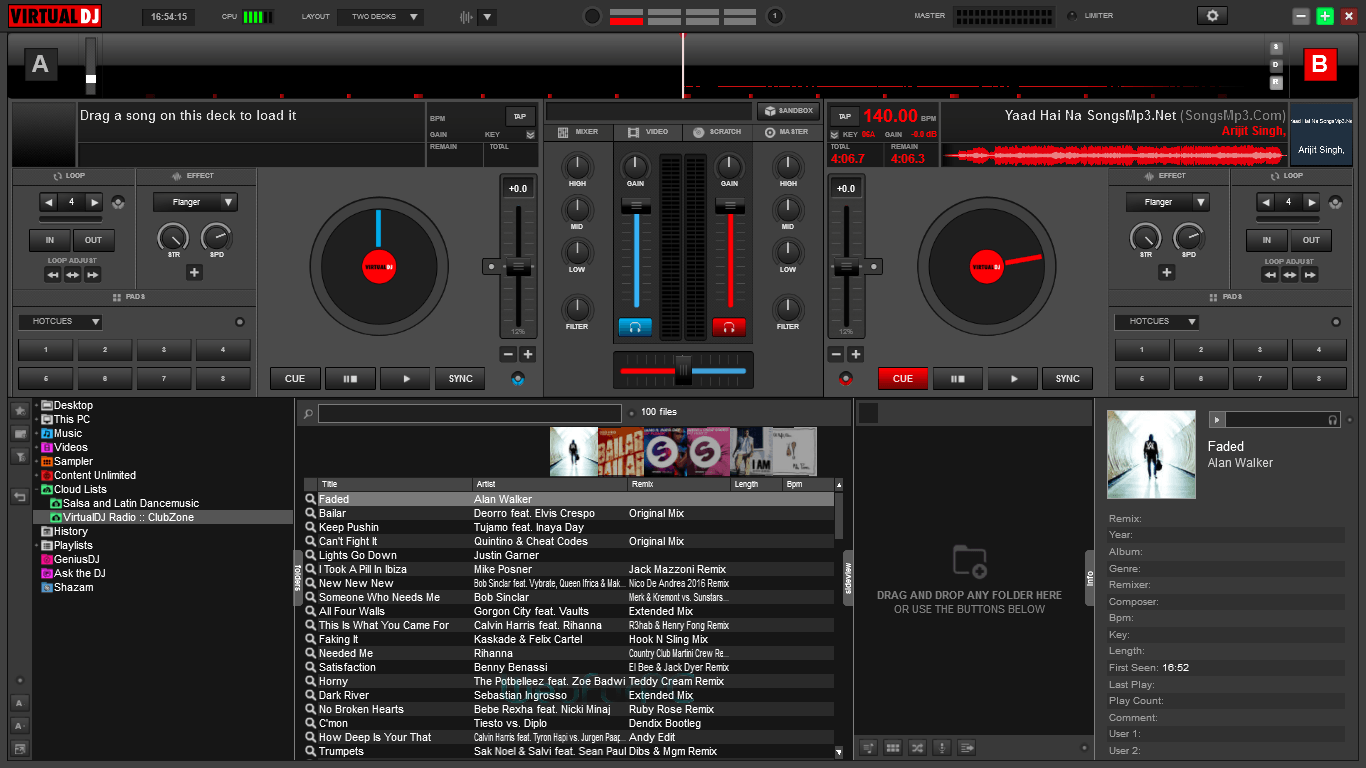 VIRTUAL DJ 16:54:15 CPU LAYOUT TWO DECKS 1 MASTER LIMITER
A S D R B
Drag a song on this deck to load it
BPM TAP
GAIN KEY
REMAIN TOTAL
SANDBOX
MIXER VIDEO SCRATCH MASTER
TAP 140.00 BPM
KEY 06A GAIN -8.0 dB
TOTAL REMAIN
4:06.7 4:06.3
Yaad Hai Na SongsMp3.Net (SongsMp3.Com)
Arijit Singh,
Yaad Hai Na SongsMp3.Ne
Arijit Singh,
LOOP EFFECT
4 Flanger
IN OUT STR SPD
LOOP ADJUST
PADS
HOTCUES
1 2 3 4
5 6 7 8
+0.0
VIRTUAL DJ
12%
CUE SYNC
HIGH GAIN GAIN HIGH
MID MID
LOW LOW
FILTER FILTER
+0.0
VIRTUAL DJ
12%
CUE SYNC
EFFECT LOOP
Flanger 4
STR SPD IN OUT
LOOP ADJUST
PADS
HOTCUES
1 2 3 4
5 6 7 8
Desktop
This PC
Music
Videos
Sampler
Content Unlimited
Cloud Lists
Salsa and Latin Dancemusic
VirtualDJ Radio :: ClubZone
History
Playlists
GeniusDJ
Ask the DJ
Shazam
A
A
folders
100 files
I AM
Title Artist Remix Length Bpm
Faded Alan Walker
Bailar Deorro feat. Elvis Crespo Original Mix
Keep Pushin Tujamo feat. Inaya Day
Can't Fight It Quintino & Cheat Codes Original Mix
Lights Go Down Justin Garner
I Took A Pill In Ibiza Mike Posner Jack Mazzoni Remix
New New New Bob Sinclar feat. Vybrate, Queen Ifrica & Mak... Nico De Andrea 2016 Remix
Someone Who Needs Me Bob Sinclar Merk & Kremont vs. Sunstars...
All Four Walls Gorgon City feat. Vaults Extended Mix
This Is What You Came For Calvin Harris feat. Rihanna R3hab & Henry Fong Remix
Faking It Kaskade & Felix Cartel Hook N Sling Mix
Needed Me Rihanna Country Club Martini Crew Re...
Satisfaction Benny Benassi El Bee & Jack Dyer Remix
Horny The Potbelleez feat. Zoë Badwi Teddy Cream Remix
Dark River Sebastian Ingrosso Extended Mix
No Broken Hearts Bebe Rexha feat. Nicki Minaj Ruby Rose Remix
C'mon Tiesto vs. Diplo Dendix Bootleg
How Deep Is Your That Calvin Harris feat. Tyron Hapi vs. Jurgen Paap... Andy Edit
Trumpets Sak Noel & Salvi feat. Sean Paul Dibs & Mgm Remix
sideview
DRAG AND DROP ANY FOLDER HERE
OR USE THE BUTTONS BELOW
info
Faded
Alan Walker
Remix:
Year:
Album:
Genre:
Remixer:
Composer:
Bpm:
Key:
Length:
First Seen: 16:52
Last Play:
Play Count:
Comment:
User 1:
User 2: